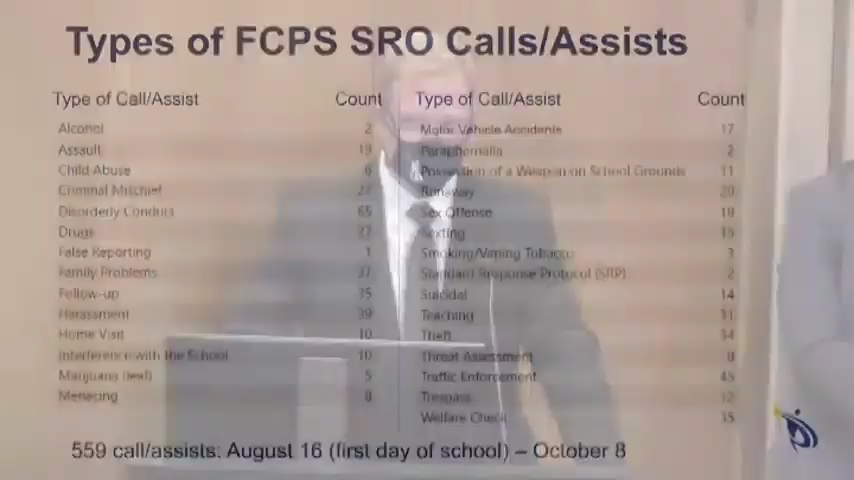 Types of FCPS SRO Calls/Assists
Type of Call/Assist Count
Alcohol 2
Assault 19
Child Abuse 6
Criminal Mischief 27
Disorderly Conduct 65
Drugs 27
False Reporting 1
Family Problems 37
Follow-up 35
Harassment 39
Home Visit 10
Interference with the School 10
Marijuana 5
Menacing 8
Type of Call/Assist Count
Motor Vehicle Accidents 17
Paraphernalia 2
Possession of a Weapon on School Grounds 11
Runaway 20
Sex Offense
Sexting 15
Smoking/Vaping Tobacco 3
Standard Response Protocol (SRP) 2
Suicidal 14
Teaching 31
Theft 34
Threat Assessment 8
Traffic Enforcement 45
Trespass 12
Welfare Check 35
559 call/assists: August 16 (first day of school) – October 8